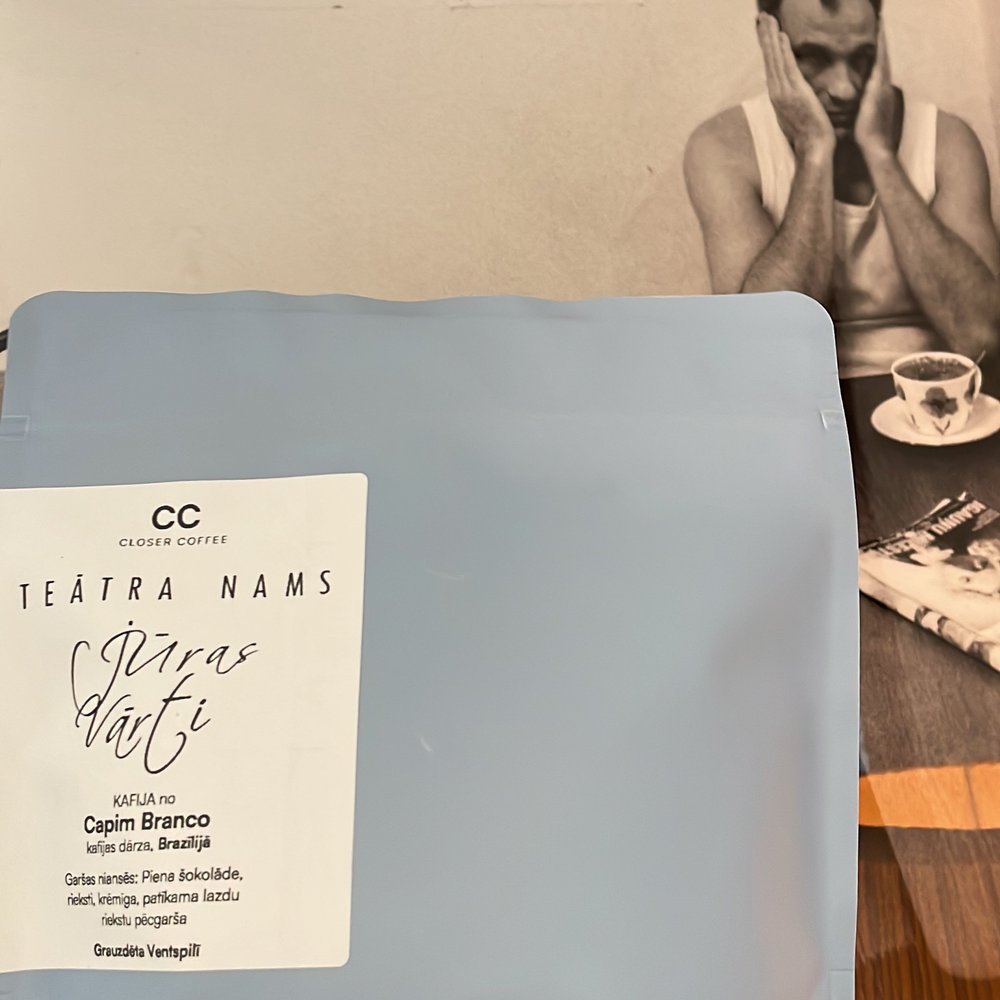 CC
CLOSER COFFEE
TEĀTRA NAMS
Jūras
Vārti
KAFIJA no
Capim Branco
kafijas dārza, Brazīlijā
Garšas niansēs: Piena šokolāde,
rieksti, krēmīga, patīkama lazdu
riekstu pēcgarša
Grauzdēta Ventspilī